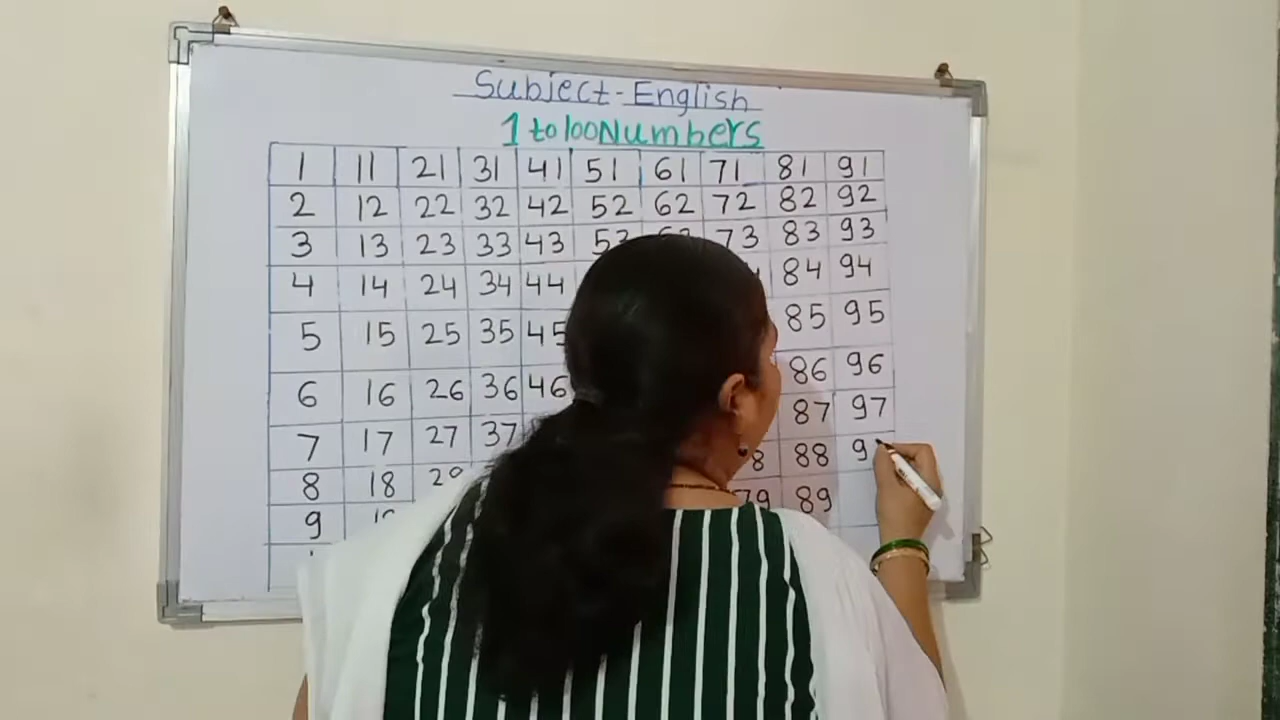 Subject-English
1 to 100 Numbers
1 11 21 31 41 51 61 71 81 91
2 12 22 32 42 52 62 72 82 92
3 13 23 33 43 73 83 93
4 14 24 34 44 84 94
5 15 25 35 45 85 95
6 16 26 36 46 86 96
7 17 27 37 87 97
8 18 8 88 9
9 79 89